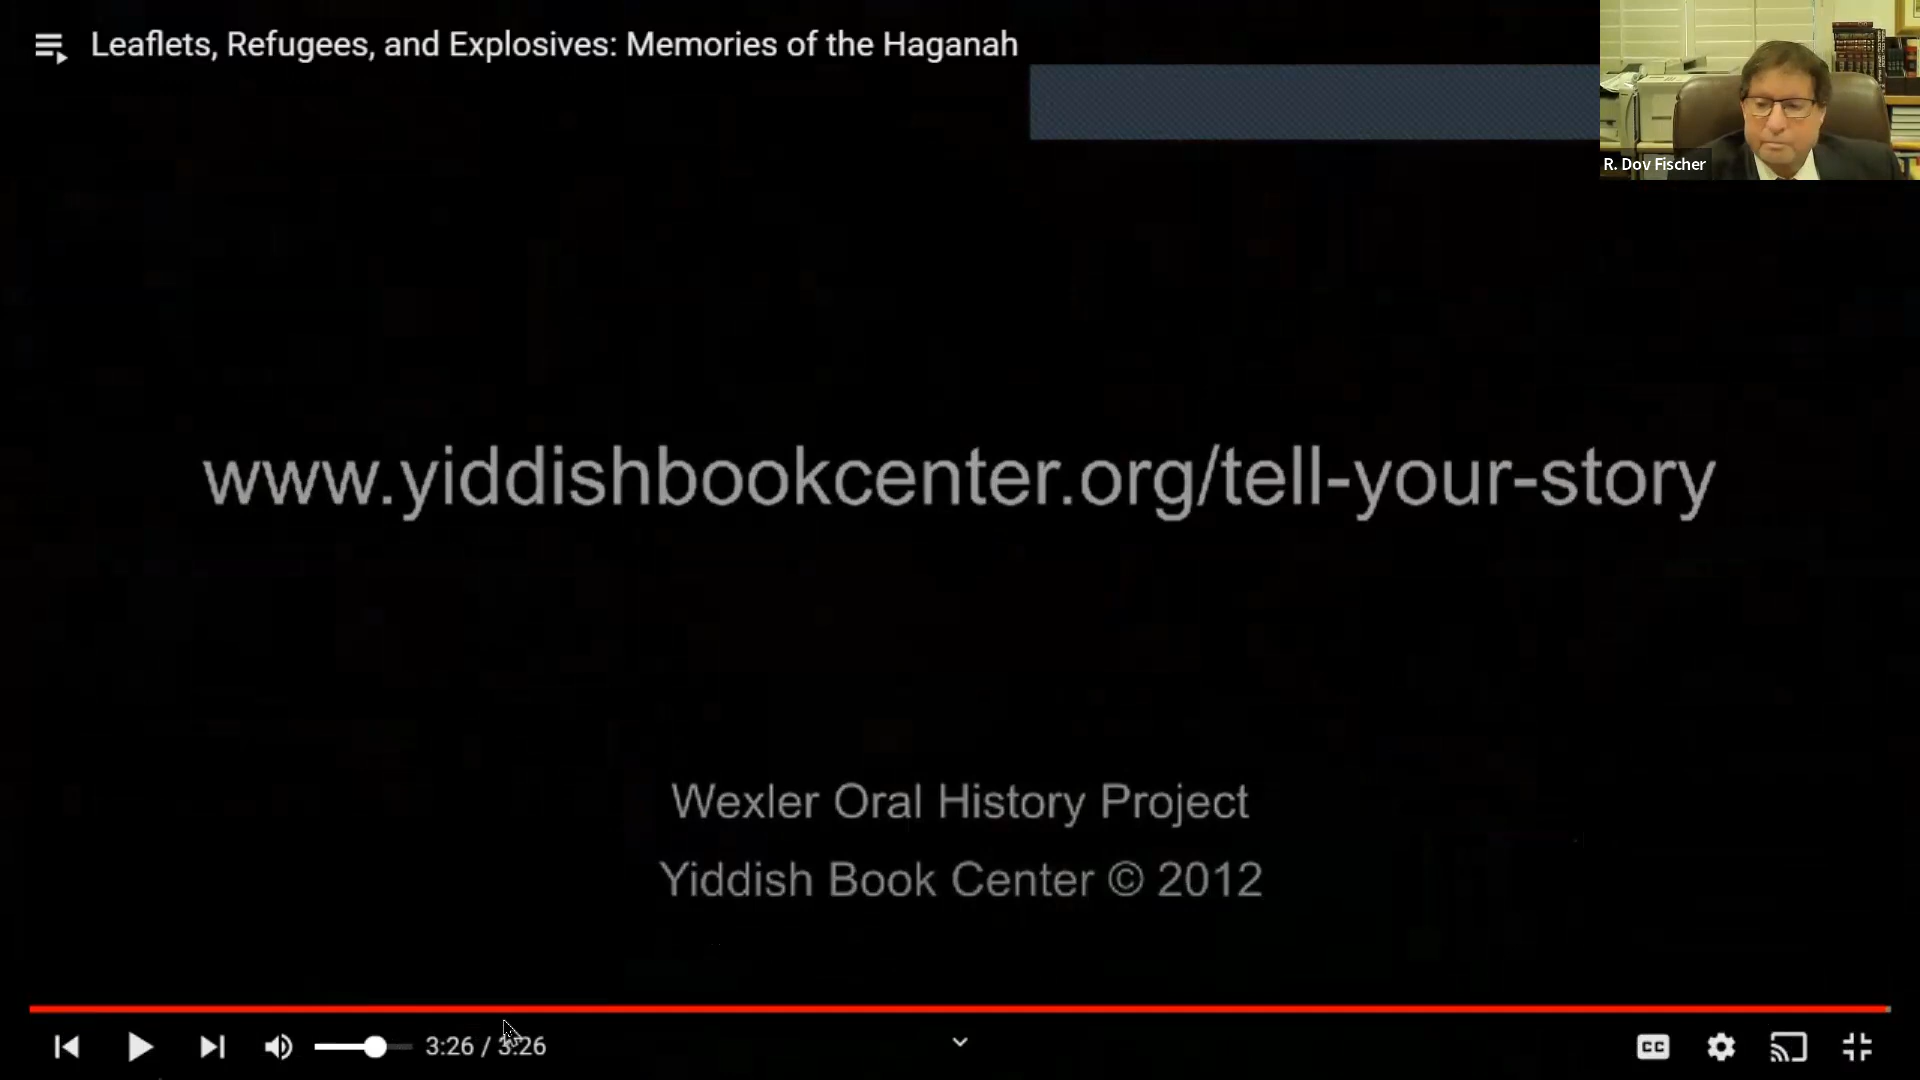 Leaflets, Refugees, and Explosives: Memories of the Haganah
R. Dov Fischer
www.yiddishbookcenter.org/tell-your-story
Wexler Oral History Project
Yiddish Book Center © 2012
3:26 / 3:26
CC